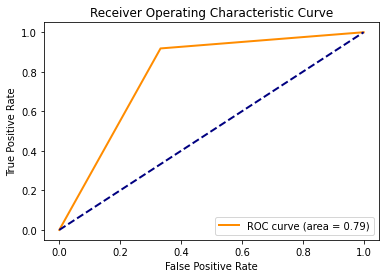 Receiver Operating Characteristic Curve
True Positive Rate
1.0
0.8
0.6
0.4
0.2
0.0
ROC curve (area = 0.79)
0.0 0.2 0.4 0.6 0.8 1.0
False Positive Rate